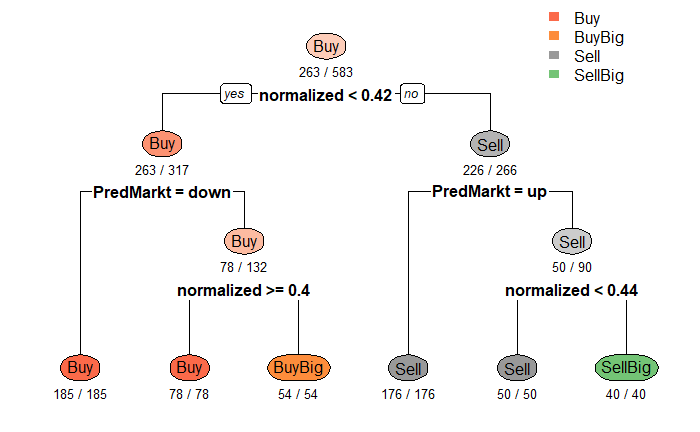 Buy
BuyBig
Sell
SellBig
Buy
263 / 583
yes normalized < 0.42 no
Buy
263 / 317
Sell
226 / 266
PredMarkt = down
PredMarkt = up
Buy
78 / 132
Sell
50 / 90
normalized >= 0.4
normalized < 0.44
Buy
185 / 185
Buy
78 / 78
BuyBig
54 / 54
Sell
176 / 176
Sell
50 / 50
SellBig
40 / 40